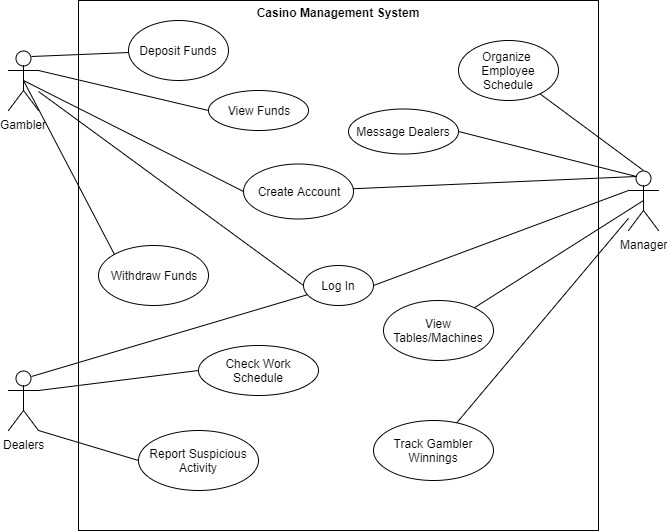 Casino Management System
Deposit Funds
Organize
Employee
Schedule
View Funds
Gambler
Message Dealers
Create Account
Manager
Withdraw Funds
Log In
View
Tables/Machines
Check Work
Schedule
Dealers
Report Suspicious
Activity
Track Gambler
Winnings